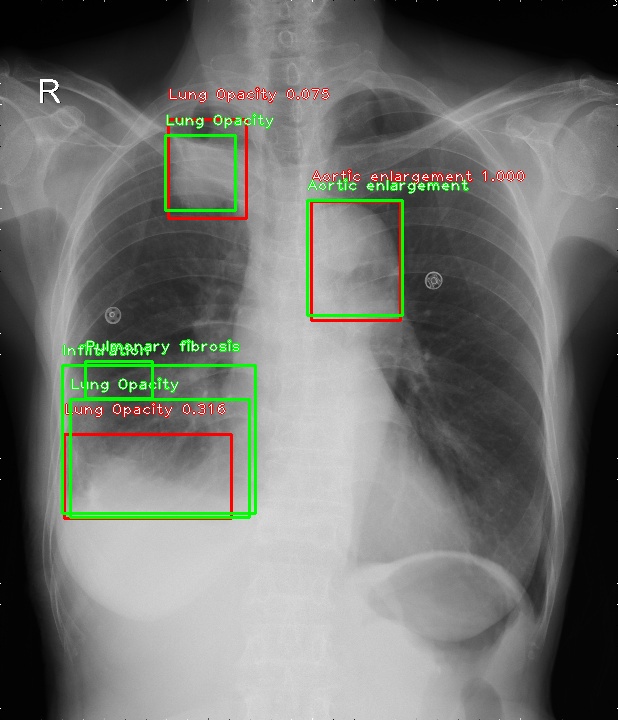 R
Lung Opacity 0.075
Lung Opacity
Aortic enlargement 1.000
Aortic enlargement
Pulmonary fibrosis
Infiltration
Lung Opacity
Lung Opacity 0.316